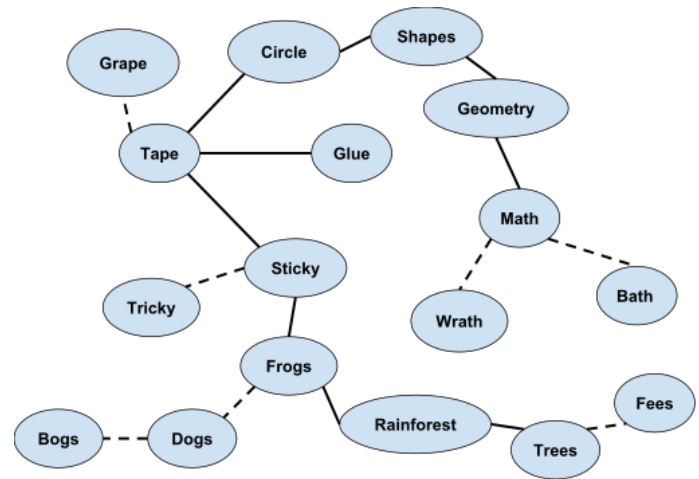 Circle
Shapes
Grape
Geometry
Tape
Glue
Math
Sticky
Tricky
Bath
Wrath
Frogs
Fees
Rainforest
Bogs
Dogs
Trees